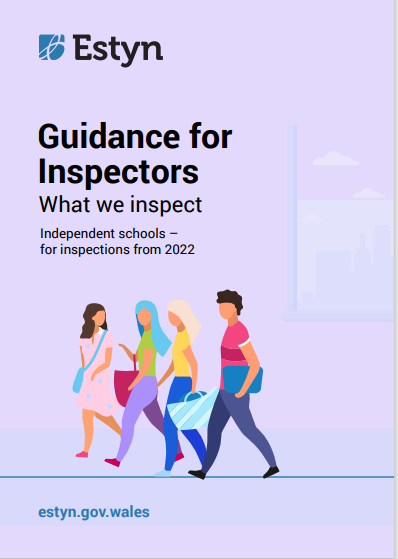 Estyn
Guidance for
Inspectors
What we inspect
Independent schools –
for inspections from 2022
estyn.gov.wales